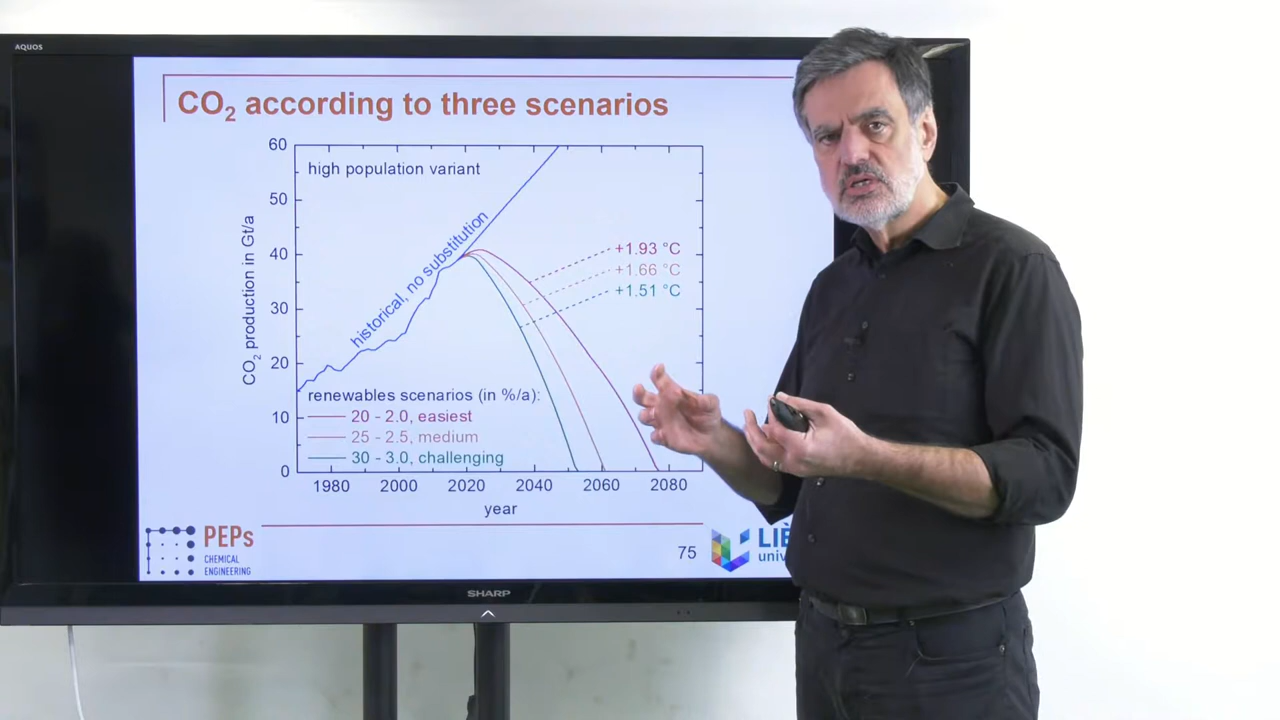 AQUOS
CO₂ according to three scenarios
60
50
40
30
20
10
0
CO₂ production in Gt/a
high population variant
historical, no substitution
+1.93 °C
+1.66 °C
+1.51 °C
renewables scenarios (in %/a):
20 - 2.0, easiest
25 - 2.5, medium
30 - 3.0, challenging
1980 2000 2020 2040 2060 2080
year
PEPs
CHEMICAL
ENGINEERING
75
LIÈ
univ
SHARP